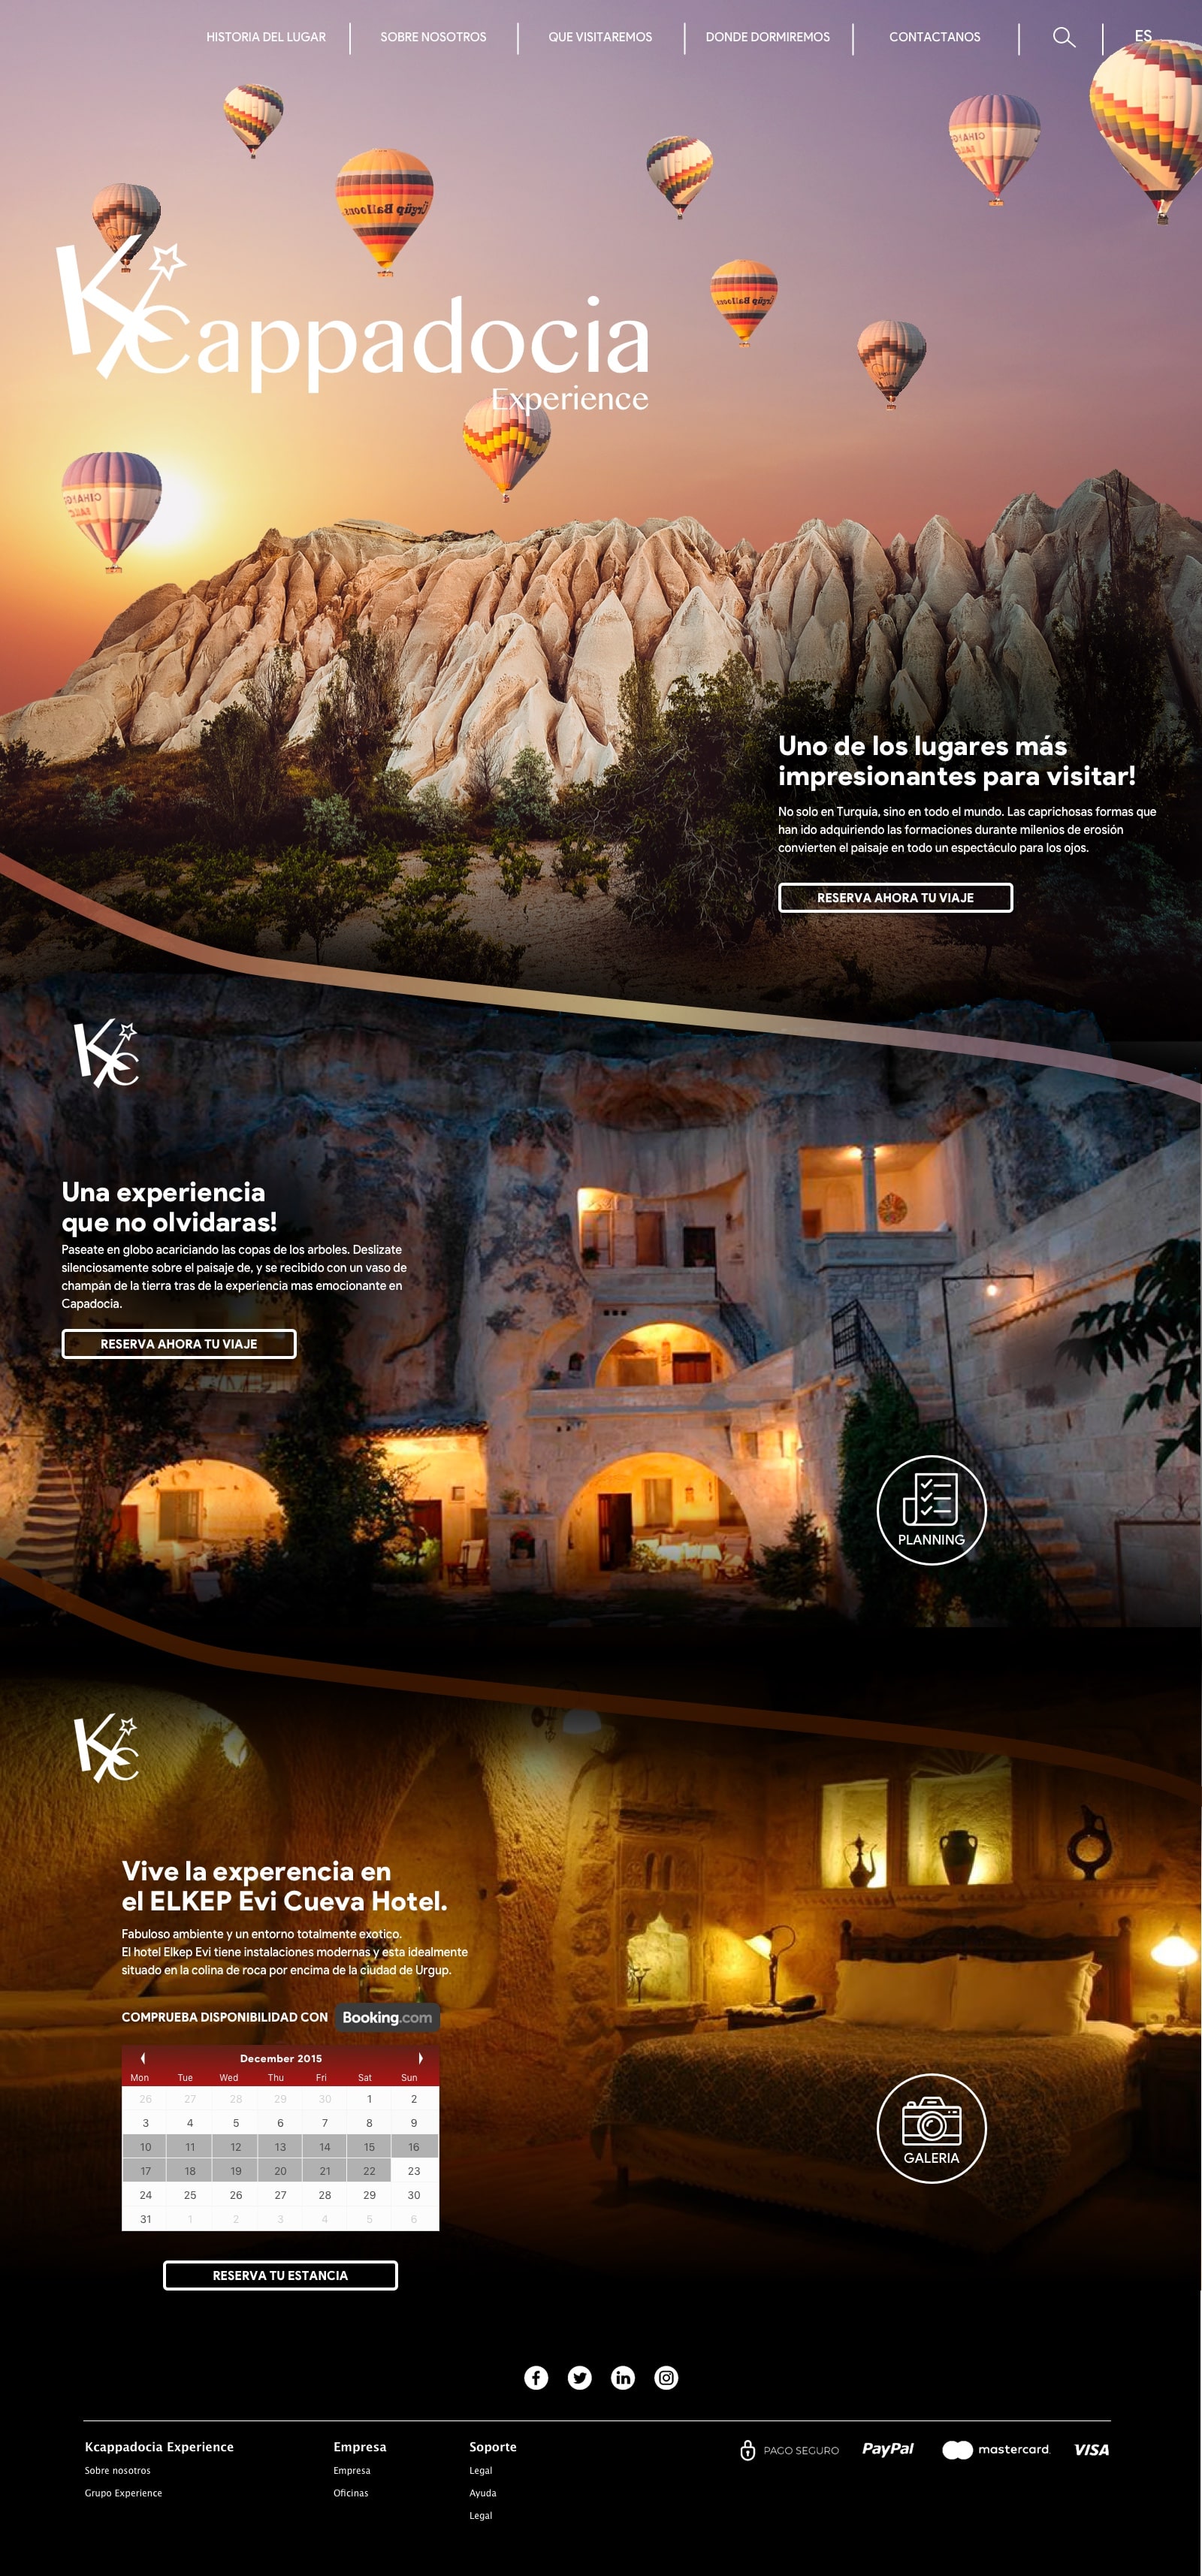 HISTORIA DEL LUGAR
SOBRE NOSOTROS
QUE VISITAREMOS
DONDE DORMIREMOS
CONTACTANOS
ES
Kcappadocia
Experience
Uno de los lugares más
impresionantes para visitar!
No solo en Turquía, sino en todo el mundo. Las caprichosas formas que
han ido adquiriendo las formaciones durante milenios de erosión
convierten el paisaje en todo un espectáculo para los ojos.
RESERVA AHORA TU VIAJE
Kc
Una experiencia
que no olvidaras!
Paseate en globo acariciando las copas de los arboles. Deslizate
silenciosamente sobre el paisaje de, y se recibido con un vaso de
champán de la tierra tras de la experiencia mas emocionante en
Capadocia.
RESERVA AHORA TU VIAJE
PLANNING
Kc
Vive la experencia en
el ELKEP Evi Cueva Hotel.
Fabuloso ambiente y un entorno totalmente exotico.
El hotel Elkep Evi tiene instalaciones modernas y esta idealmente
situado en la colina de roca por encima de la ciudad de Urgup.
COMPRUEBA DISPONIBILIDAD CON Booking.com
December 2015
Mon Tue Wed Thu Fri Sat Sun
26 27 28 29 30 1 2
3 4 5 6 7 8 9
10 11 12 13 14 15 16
17 18 19 20 21 22 23
24 25 26 27 28 29 30
31 1 2 3 4 5 6
GALERIA
RESERVA TU ESTANCIA
Kcappadocia Experience
Sobre nosotros
Grupo Experience
Empresa
Empresa
Oficinas
Soporte
Legal
Ayuda
Legal
PAGO SEGURO
PayPal
mastercard.
VISA